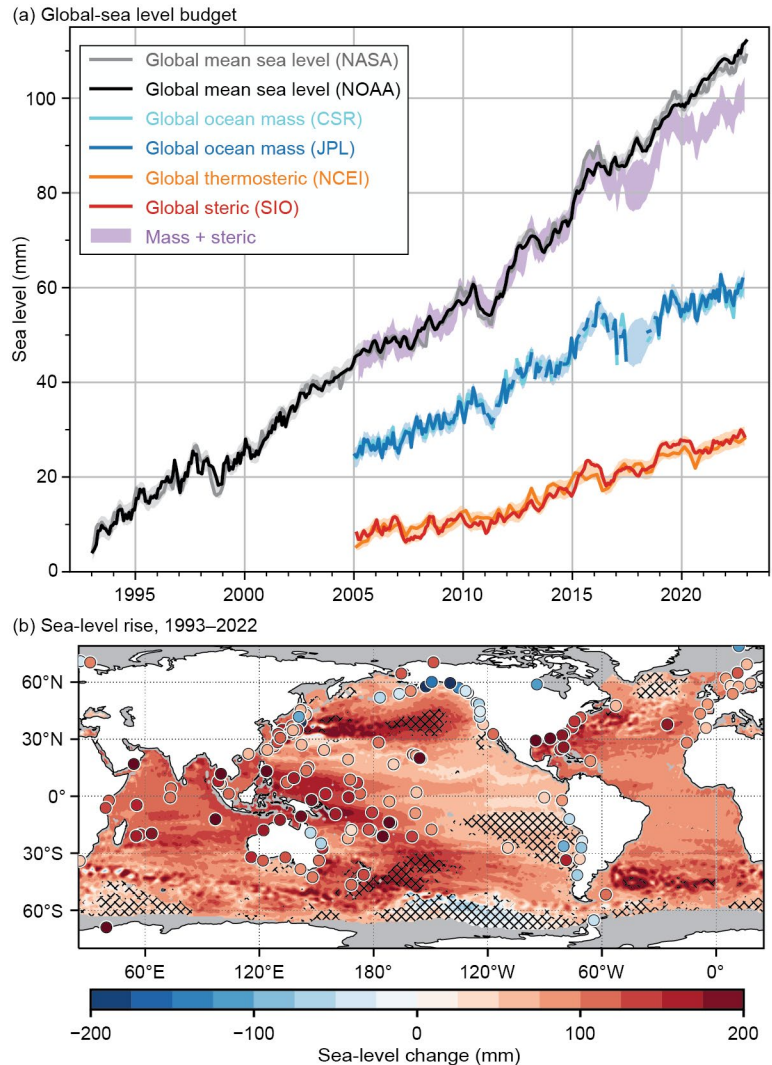 (a) Global-sea level budget
Global mean sea level (NASA)
Global mean sea level (NOAA)
Global ocean mass (CSR)
Global ocean mass (JPL)
Global thermosteric (NCEI)
Global steric (SIO)
Mass + steric
Sea level (mm)
100
80
60
40
20
0
1995 2000 2005 2010 2015 2020
(b) Sea-level rise, 1993–2022
60°N
30°N
0°
30°S
60°S
60°E 120°E 180° 120°W 60°W 0°
−200 −100 0 100 200
Sea-level change (mm)